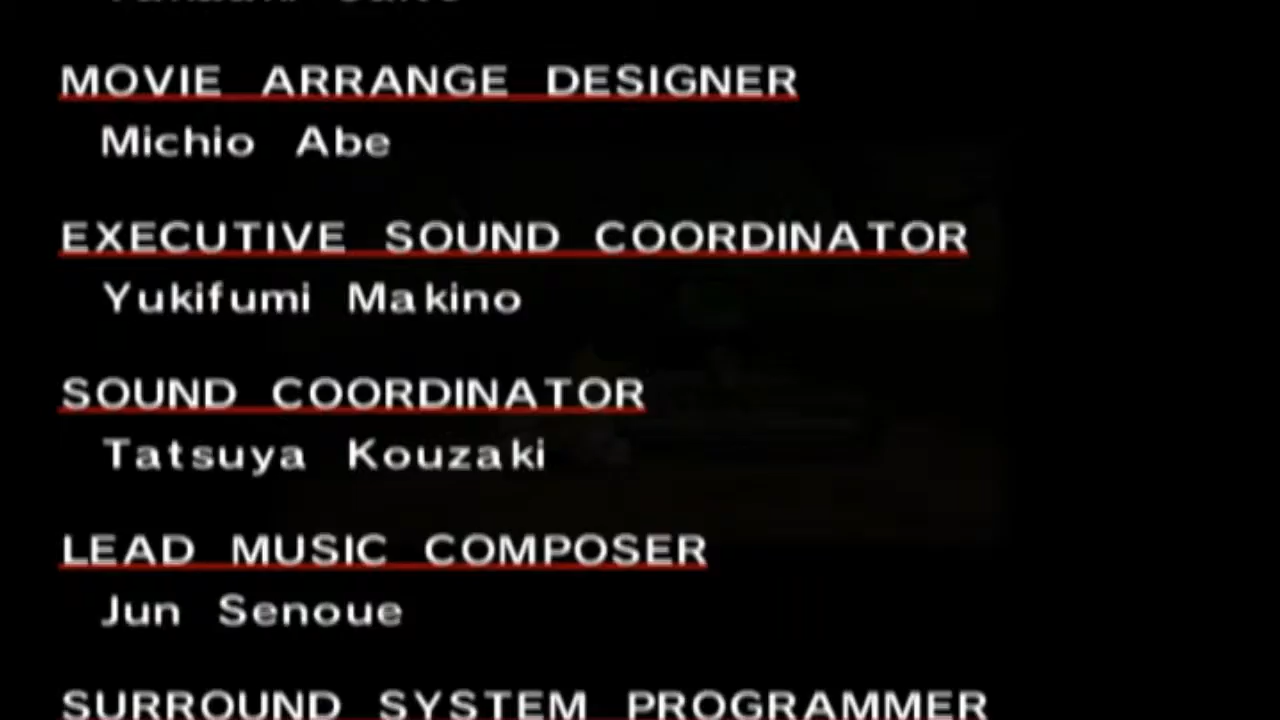 MOVIE ARRANGE DESIGNER
Michio Abe
EXECUTIVE SOUND COORDINATOR
Yukifumi Makino
SOUND COORDINATOR
Tatsuya Kouzaki
LEAD MUSIC COMPOSER
Jun Senoue
SURROUND SYSTEM PROGRAMMER